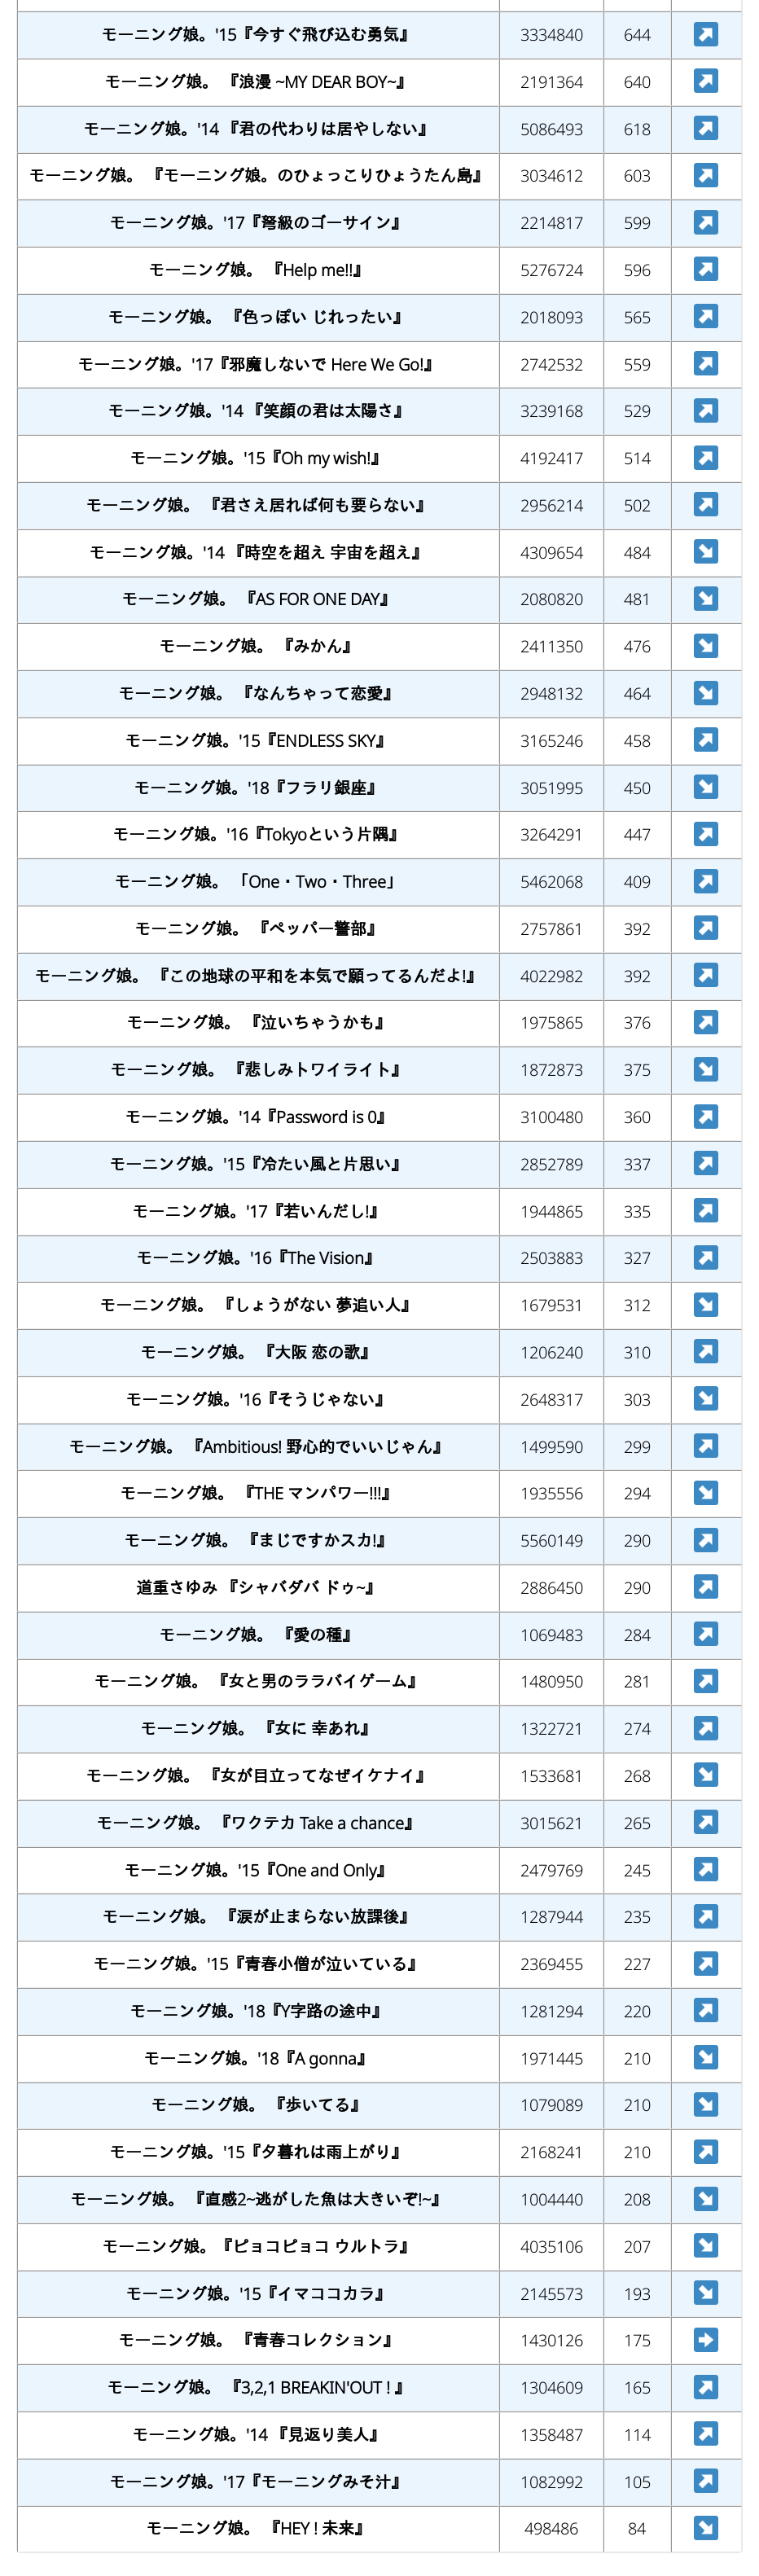 モーニング娘。'15『今すぐ飛び込む勇気』 3334840 644
モーニング娘。 『浪漫 ~MY DEAR BOY~』 2191364 640
モーニング娘。'14 『君の代わりは居やしない』 5086493 618
モーニング娘。 『モーニング娘。のひょっこりひょうたん島』 3034612 603
モーニング娘。'17『弩級のゴーサイン』 2214817 599
モーニング娘。 『Help me!!』 5276724 596
モーニング娘。 『色っぽい じれったい』 2018093 565
モーニング娘。'17『邪魔しないで Here We Go!』 2742532 559
モーニング娘。'14 『笑顔の君は太陽さ』 3239168 529
モーニング娘。'15『Oh my wish!』 4192417 514
モーニング娘。 『君さえ居れば何も要らない』 2956214 502
モーニング娘。'14 『時空を超え 宇宙を超え』 4309654 484
モーニング娘。 『AS FOR ONE DAY』 2080820 481
モーニング娘。 『みかん』 2411350 476
モーニング娘。 『なんちゃって恋愛』 2948132 464
モーニング娘。'15『ENDLESS SKY』 3165246 458
モーニング娘。'18『フラリ銀座』 3051995 450
モーニング娘。'16『Tokyoという片隅』 3264291 447
モーニング娘。 「One・Two・Three」 5462068 409
モーニング娘。 『ペッパー警部』 2757861 392
モーニング娘。 『この地球の平和を本気で願ってるんだよ!』 4022982 392
モーニング娘。 『泣いちゃうかも』 1975865 376
モーニング娘。 『悲しみトワイライト』 1872873 375
モーニング娘。'14『Password is 0』 3100480 360
モーニング娘。'15『冷たい風と片思い』 2852789 337
モーニング娘。'17『若いんだし!』 1944865 335
モーニング娘。'16『The Vision』 2503883 327
モーニング娘。 『しょうがない 夢追い人』 1679531 312
モーニング娘。 『大阪 恋の歌』 1206240 310
モーニング娘。'16『そうじゃない』 2648317 303
モーニング娘。 『Ambitious! 野心的でいいじゃん』 1499590 299
モーニング娘。 『THE マンパワー!!!』 1935556 294
モーニング娘。 『まじですかスカ!』 5560149 290
道重さゆみ 『シャバダバ ドゥ~』 2886450 290
モーニング娘。 『愛の種』 1069483 284
モーニング娘。 『女と男のララバイゲーム』 1480950 281
モーニング娘。 『女に 幸あれ』 1322721 274
モーニング娘。 『女が目立ってなぜイケナイ』 1533681 268
モーニング娘。 『ワクテカ Take a chance』 3015621 265
モーニング娘。'15『One and Only』 2479769 245
モーニング娘。 『涙が止まらない放課後』 1287944 235
モーニング娘。'15『青春小僧が泣いている』 2369455 227
モーニング娘。'18『Y字路の途中』 1281294 220
モーニング娘。'18『A gonna』 1971445 210
モーニング娘。 『歩いてる』 1079089 210
モーニング娘。'15『夕暮れは雨上がり』 2168241 210
モーニング娘。 『直感2~逃がした魚は大きいぞ!~』 1004440 208
モーニング娘。『ピョコピョコ ウルトラ』 4035106 207
モーニング娘。'15『イマココカラ』 2145573 193
モーニング娘。 『青春コレクション』 1430126 175
モーニング娘。 『3,2,1 BREAKIN'OUT ! 』 1304609 165
モーニング娘。'14 『見返り美人』 1358487 114
モーニング娘。'17『モーニングみそ汁』 1082992 105
モーニング娘。 『HEY ! 未来』 498486 84